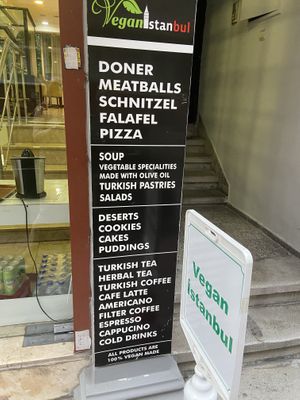 Veganistanbul
DONER
MEATBALLS
SCHNITZEL
FALAFEL
PIZZA
SOUP
VEGETABLE SPECIALITIES
MADE WITH OLIVE OIL
TURKISH PASTRIES
SALADS
DESERTS
COOKIES
CAKES
PUDDINGS
TURKISH TEA
HERBAL TEA
TURKISH COFFEE
CAFE LATTE
AMERICANO
FILTER COFFEE
ESPRESSO
CAPPUCINO
COLD DRINKS
ALL PRODUCTS ARE
100% VEGAN MADE
Vegan
istanbul